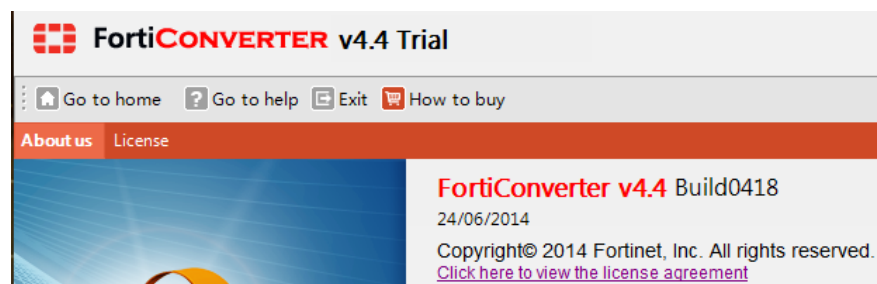 FortiCONVERTER v4.4 Trial
Go to home Go to help Exit How to buy
About us License
FortiConverter v4.4 Build0418
24/06/2014
Copyright© 2014 Fortinet, Inc. All rights reserved.
Click here to view the license agreement